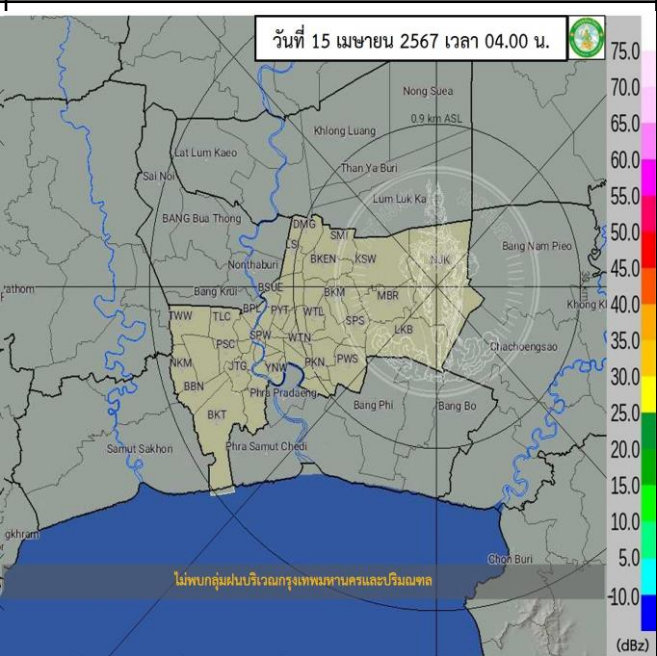 วันที่ 15 เมษายน 2567 เวลา 04.00 น.
75.0
70.0
65.0
60.0
55.0
50.0
45.0
40.0
35.0
30.0
25.0
20.0
15.0
10.0
5.0
-10.0
(dBz)
Nong Suea
0.9 km ASL
Khlong Luang
Lat Lum Kaeo
Than Ya Buri
Sai Noi
Lum Luk Ka
BANG Bua Thong
DMG
SMI
LSI
Bang Nam Pieo
BKEN
KSW
NJK
Nonthaburi
Bang Krui
BSUE
BKM
MBR
Khong Kh
TWW
TLC
BPL
PYT
WTL
SPS
LKB
SPW
WTN
PSC
Chachoengsao
NKM
JTG
YNW
PKN
PWS
BBN
Phra Pradaeng
BKT
Bang Phi
Bang Bo
Samut Sakhon
Phra Samut Chedi
gkhram
Chon Buri
ไม่พบกลุ่มฝนบริเวณกรุงเทพมหานครและปริมณฑล